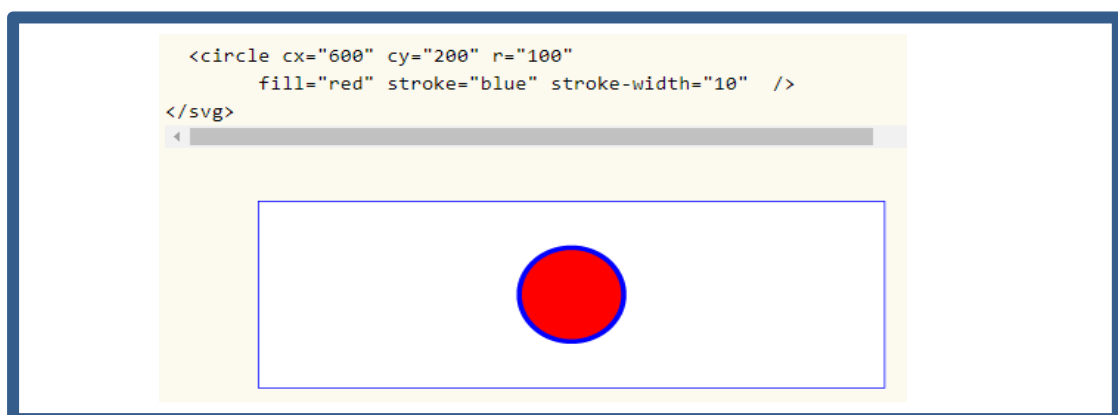 <circle cx="600" cy="200" r="100"
fill="red" stroke="blue" stroke-width="10" />
</svg>